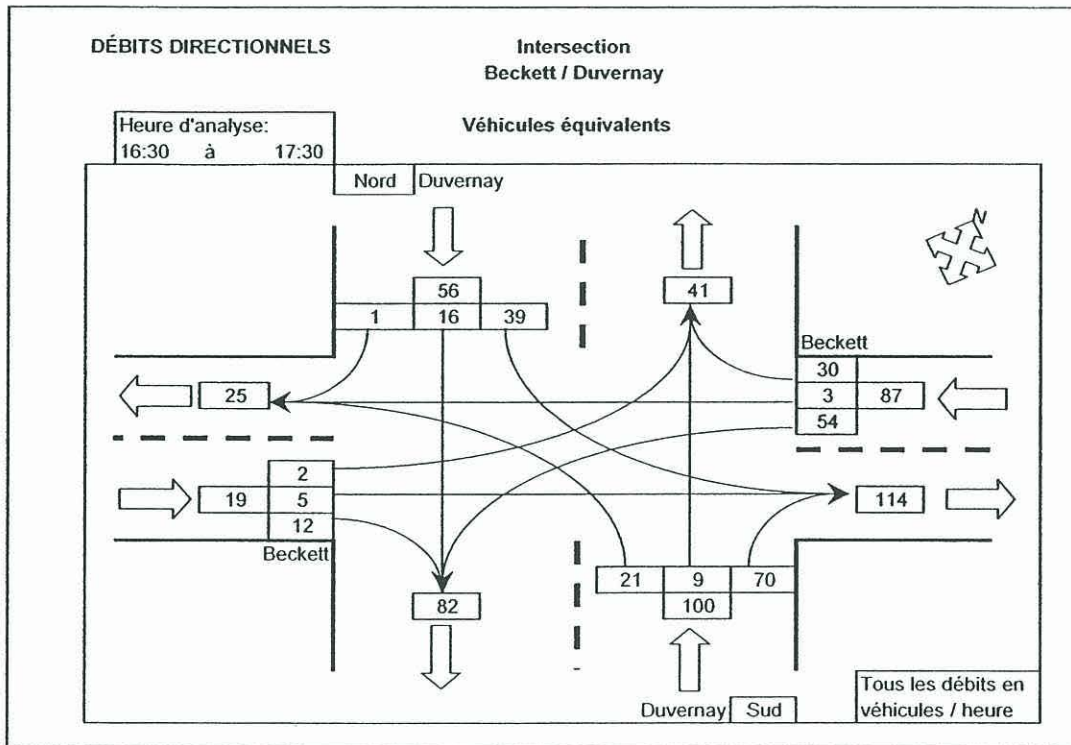 DÉBITS DIRECTIONNELS
Intersection
Beckett / Duvernay
Véhicules équivalents
Heure d'analyse:
16:30 à 17:30
Nord Duvernay
N
56
1 16 39
41
Beckett
30
3 87
54
25
2
19 5
12
Beckett
114
21 9 70
100
82
Duvernay Sud
Tous les débits en
véhicules / heure